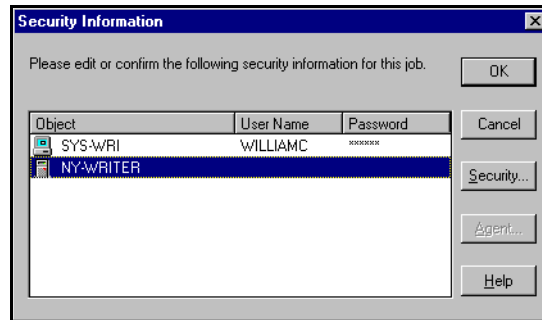 Security Information
Please edit or confirm the following security information for this job.
OK
Object User Name Password
Cancel
SYS-WRI WILLIAMC ******
NY-WRITER
Security...
Agent...
Help